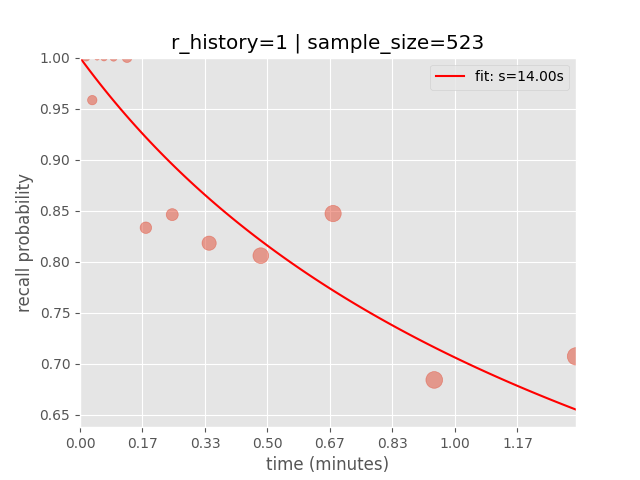 r_history=1 | sample_size=523
fit: s=14.00s
1.00
0.95
0.90
0.85
0.80
0.75
0.70
0.65
recall probability
0.00 0.17 0.33 0.50 0.67 0.83 1.00 1.17
time (minutes)